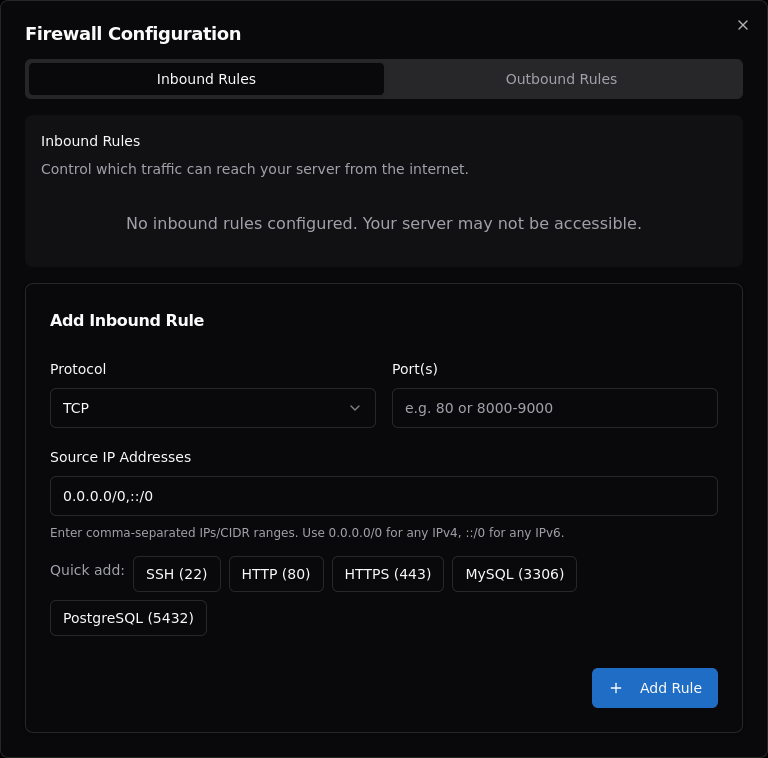 Firewall Configuration
Inbound Rules
Outbound Rules
Inbound Rules
Control which traffic can reach your server from the internet.
No inbound rules configured. Your server may not be accessible.
Add Inbound Rule
Protocol
Port(s)
TCP
e.g. 80 or 8000-9000
Source IP Addresses
0.0.0.0/0,::/0
Enter comma-separated IPs/CIDR ranges. Use 0.0.0.0/0 for any IPv4, ::/0 for any IPv6.
Quick add: SSH (22) HTTP (80) HTTPS (443) MySQL (3306)
PostgreSQL (5432)
Add Rule